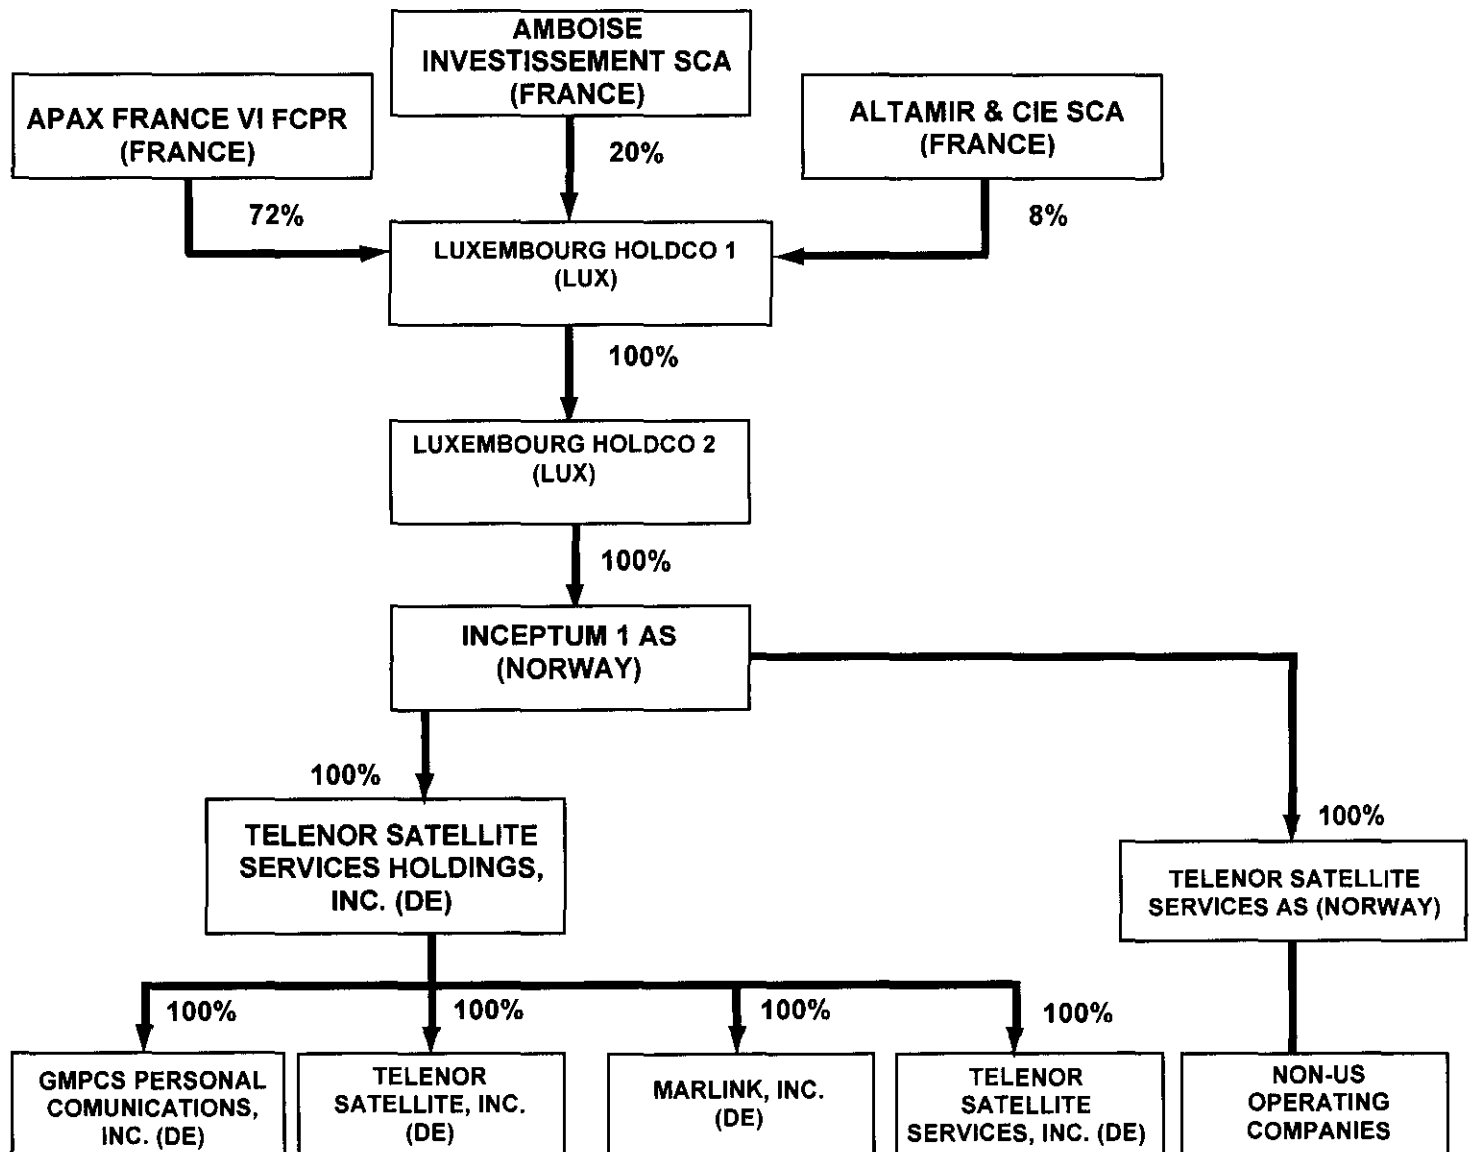 AMBOISE
INVESTISSEMENT SCA
(FRANCE)
APAX FRANCE VI FCPR
(FRANCE)
ALTAMIR & CIE SCA
(FRANCE)
20%
72%
8%
LUXEMBOURG HOLDCO 1
(LUX)
100%
LUXEMBOURG HOLDCO 2
(LUX)
100%
INCEPTUM 1 AS
(NORWAY)
100%
TELENOR SATELLITE
SERVICES HOLDINGS,
INC. (DE)
100%
TELENOR SATELLITE
SERVICES AS (NORWAY)
100%
100%
100%
100%
GMPCS PERSONAL
COMUNICATIONS,
INC. (DE)
TELENOR
SATELLITE, INC.
(DE)
MARLINK, INC.
(DE)
TELENOR
SATELLITE
SERVICES, INC. (DE)
NON-US
OPERATING
COMPANIES